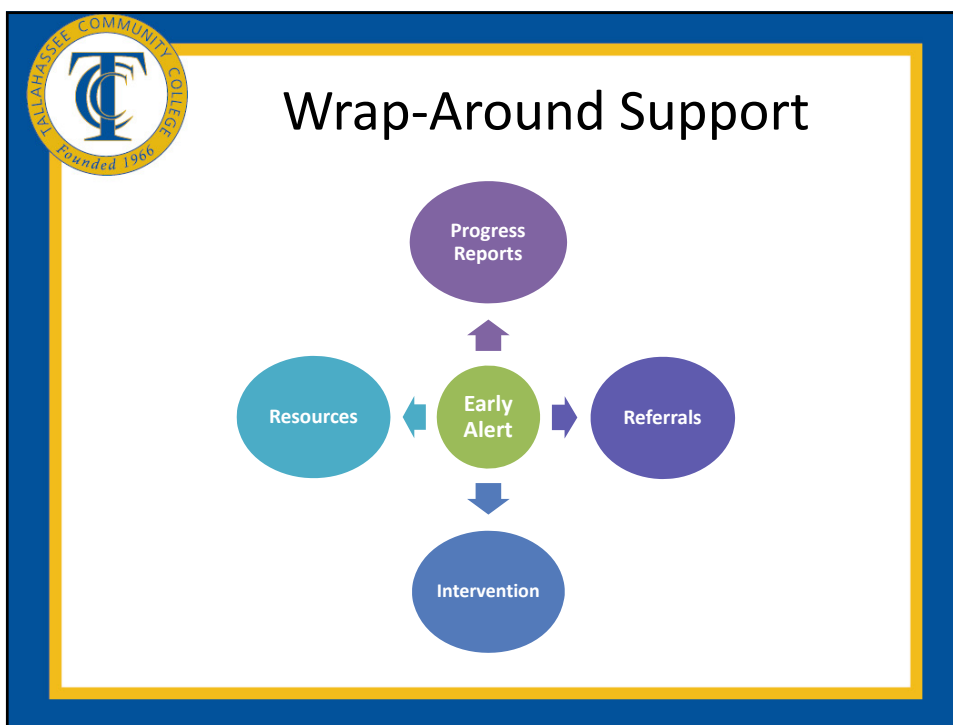 TALLAHASSEE COMMUNITY COLLEGE
TCC
Founded 1966
Wrap-Around Support
Progress
Reports
Resources
Early
Alert
Referrals
Intervention